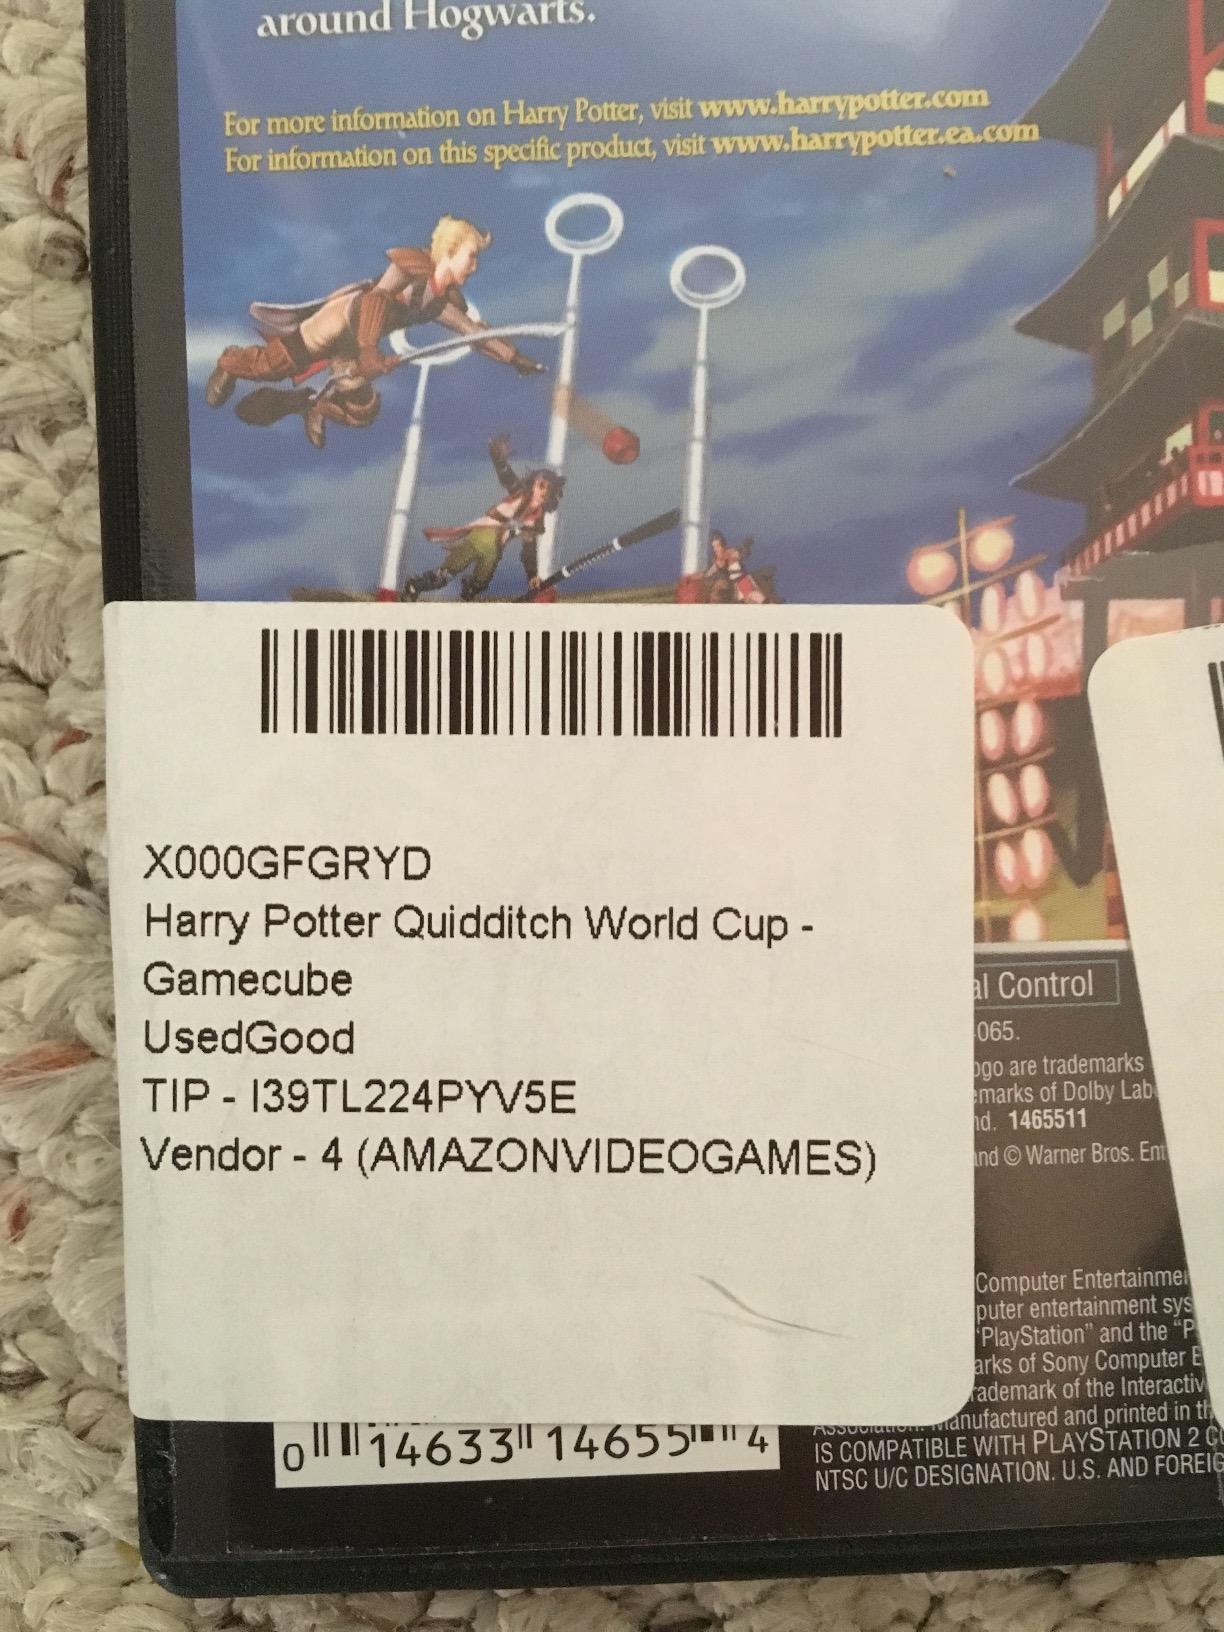 around Hogwarts.
For more information on Harry Potter, visit www.harrypotter.com
For information on this specific product, visit www.harrypotter.ea.com
X000GFGRYD
Harry Potter Quidditch World Cup -
Gamecube
UsedGood
TIP - I39TL224PYV5E
Vendor - 4 (AMAZONVIDEOGAMES)
Control
065.
are trademarks
marks of Dolby Lab
1465511
and © Warner Bros. Ent
Computer Entertainme
puter entertainment sys
"PlayStation" and the "P
arks of Sony Computer E
rademark of the Interactiv
Manufactured and printed in th
IS COMPATIBLE WITH PLAYSTATION 2 C
NTSC U/C DESIGNATION. U.S. AND FOREIG
0 14633 14655 4